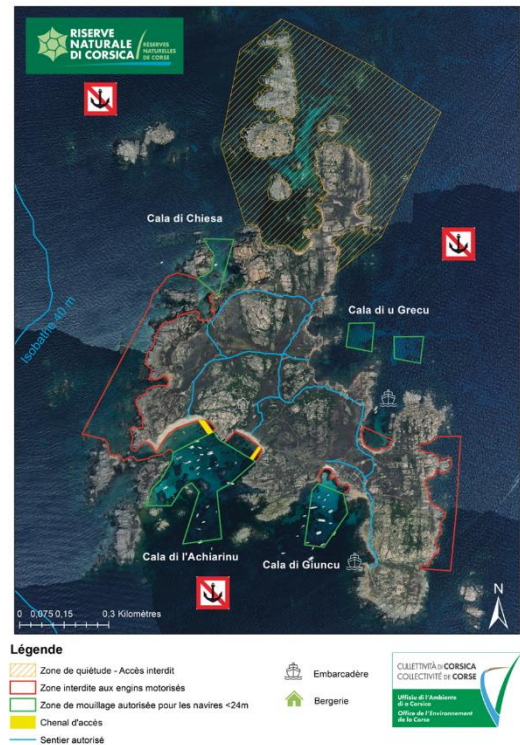 RISERVE
NATURALE
DI CORSICA
RÉSERVES
NATURELLES
DE CORSE
Cala di Chiesa
Cala di u Grecu
Isobathe 40 m
Cala di l'Achiarinu
Cala di Giuncu
N
0 0,075 0,15 0,3 Kilomètres
Légende
Zone de quiétude - Accès interdit
Zone interdite aux engins motorisés
Zone de mouillage autorisée pour les navires <24m
Chenal d'accès
Sentier autorisé
Embarcadère
Bergerie
CULLETTIVITÀ DI CORSICA
COLLECTIVITÉ DE CORSE
Uffiziu di l'Ambiente
di a Corsica
Office de l'Environnement
de la Corse